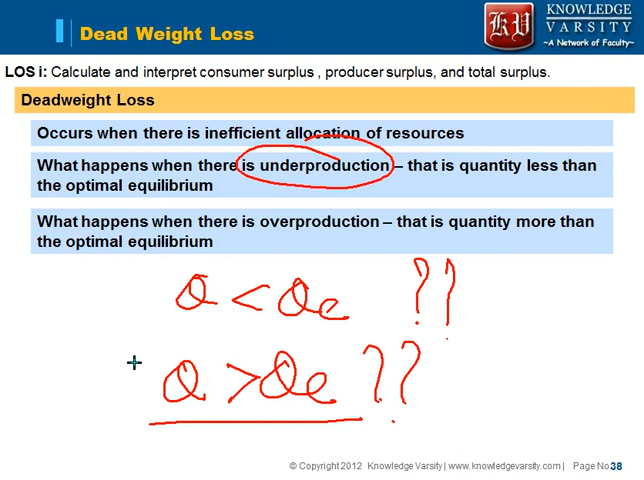 Dead Weight Loss
KNOWLEDGE
VARSITY
~A Network of Faculty~
KV
LOS i: Calculate and interpret consumer surplus , producer surplus, and total surplus.
Deadweight Loss
Occurs when there is inefficient allocation of resources
What happens when there is underproduction – that is quantity less than
the optimal equilibrium
What happens when there is overproduction – that is quantity more than
the optimal equilibrium
Q < Qe ??
Q > Qe ??
© Copyright 2012 Knowledge Varsity | www.knowledgevarsity.com | Page No 38